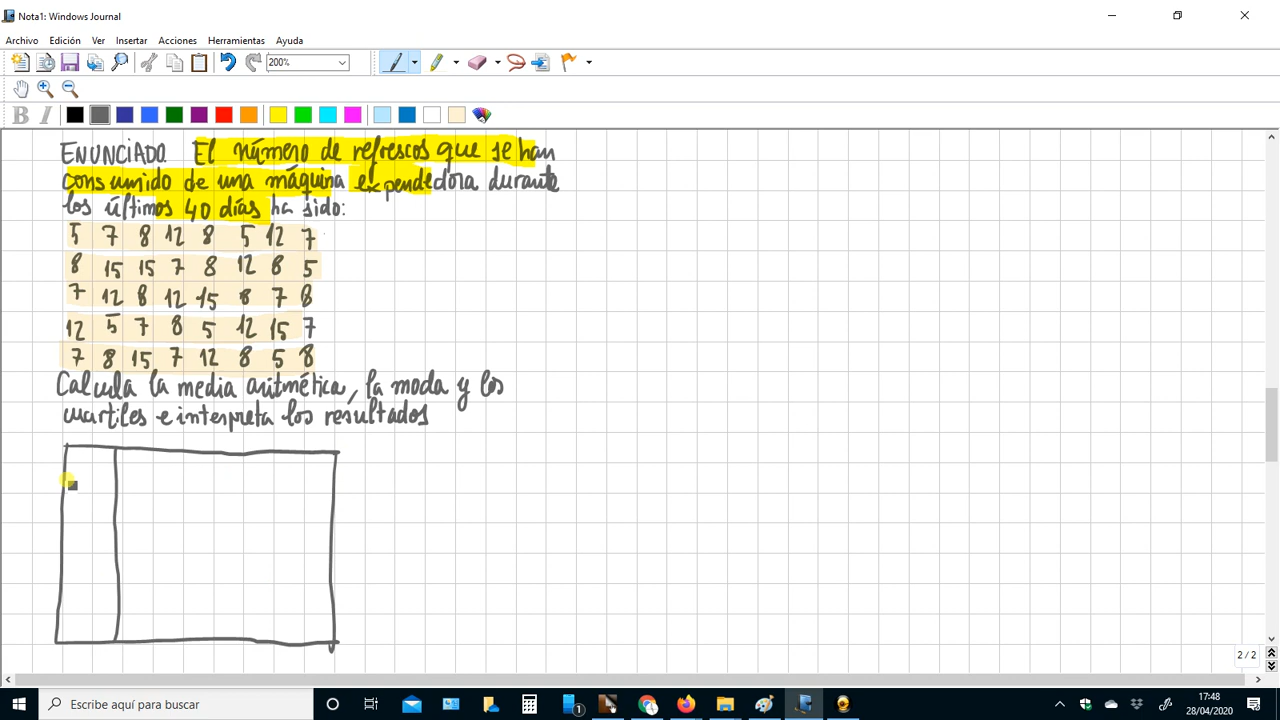 Nota1: Windows Journal
Archivo Edición Ver Insertar Acciones Herramientas Ayuda
200%
B I
ENUNCIADO. El número de refrescos que se han
consumido de una máquina expendedora durante
los últimos 40 días ha sido:
5 7 8 12 8 5 12 7
8 15 15 7 8 12 8 5
7 12 8 12 15 8 7 8
12 5 7 8 5 12 15 7
7 8 15 7 12 8 5 8
Calcula la media aritmética, la moda y los
cuartiles e interpreta los resultados
2 / 2
Escribe aquí para buscar
1
17:48
28/04/2020